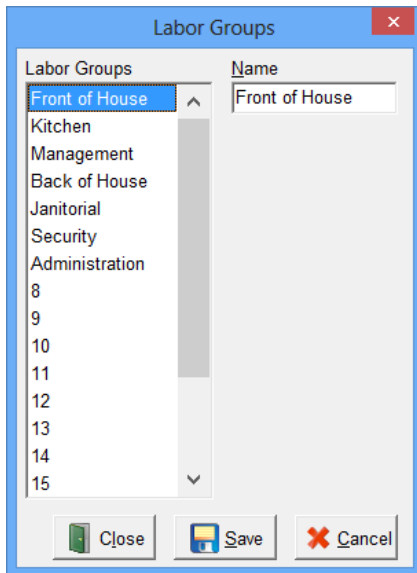 Labor Groups
Labor Groups
Name
Front of House
Front of House
Kitchen
Management
Back of House
Janitorial
Security
Administration
8
9
10
11
12
13
14
15
Close
Save
Cancel